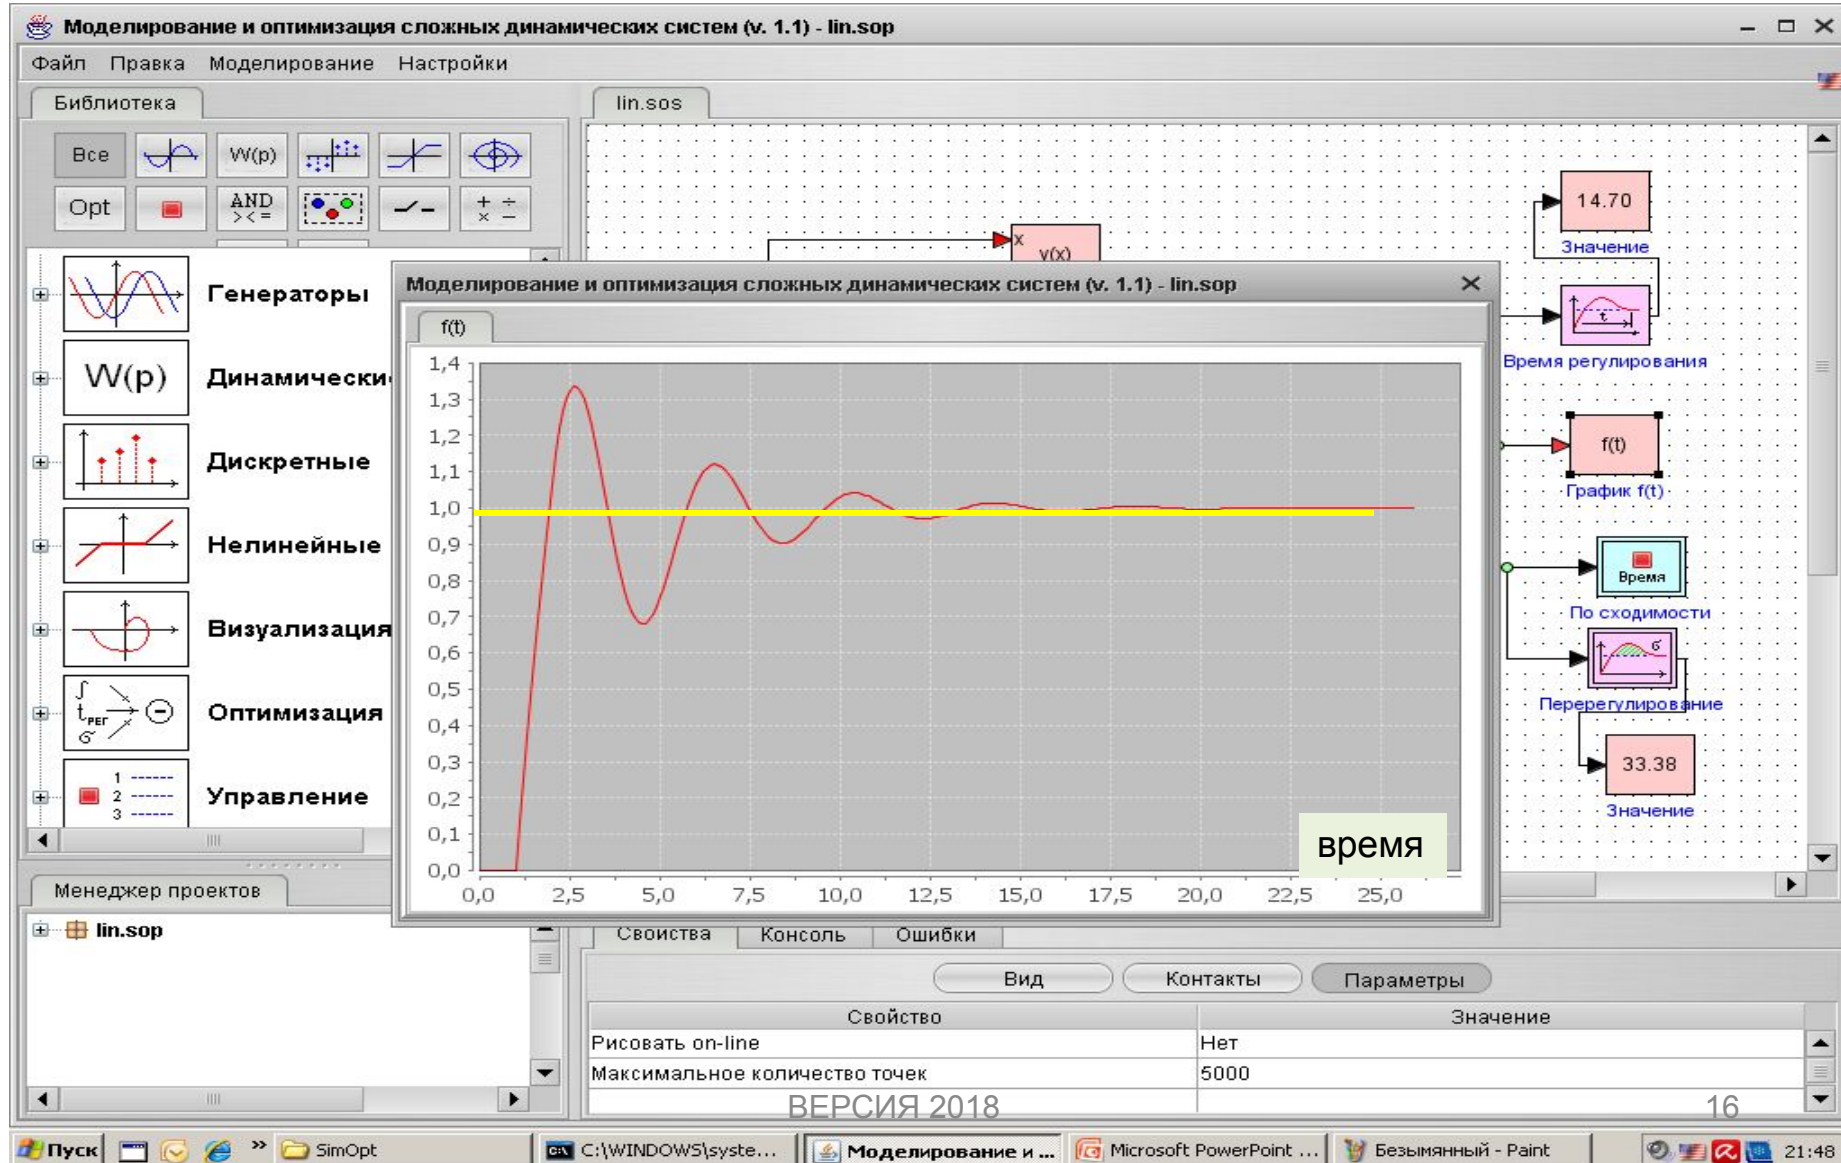 Моделирование и оптимизация сложных динамических систем (v. 1.1) - lin.sop
Файл Правка Моделирование Настройки
Библиотека
lin.sos
Все W(p)
Opt AND
> < =
+ ÷
× −
Генераторы
W(p) Динамически
Дискретные
Нелинейные
Визуализация
∫
tРЕГ
σ
Оптимизация
1
2
3
Управление
Менеджер проектов
lin.sop
x
y(x)
14.70
Значение
t
Время регулирования
f(t)
График f(t)
Время
По сходимости
σ
Перерегулирование
33.38
Значение
Моделирование и оптимизация сложных динамических систем (v. 1.1) - lin.sop
f(t)
1,4
1,3
1,2
1,1
1,0
0,9
0,8
0,7
0,6
0,5
0,4
0,3
0,2
0,1
0,0
время
0,0 2,5 5,0 7,5 10,0 12,5 15,0 17,5 20,0 22,5 25,0
Свойства Консоль Ошибки
Вид Контакты Параметры
Свойство Значение
Рисовать on-line Нет
Максимальное количество точек 5000
ВЕРСИЯ 2018 16
Пуск » SimOpt C:\WINDOWS\syste... Моделирование и ... Microsoft PowerPoint ... Безымянный - Paint 21:48